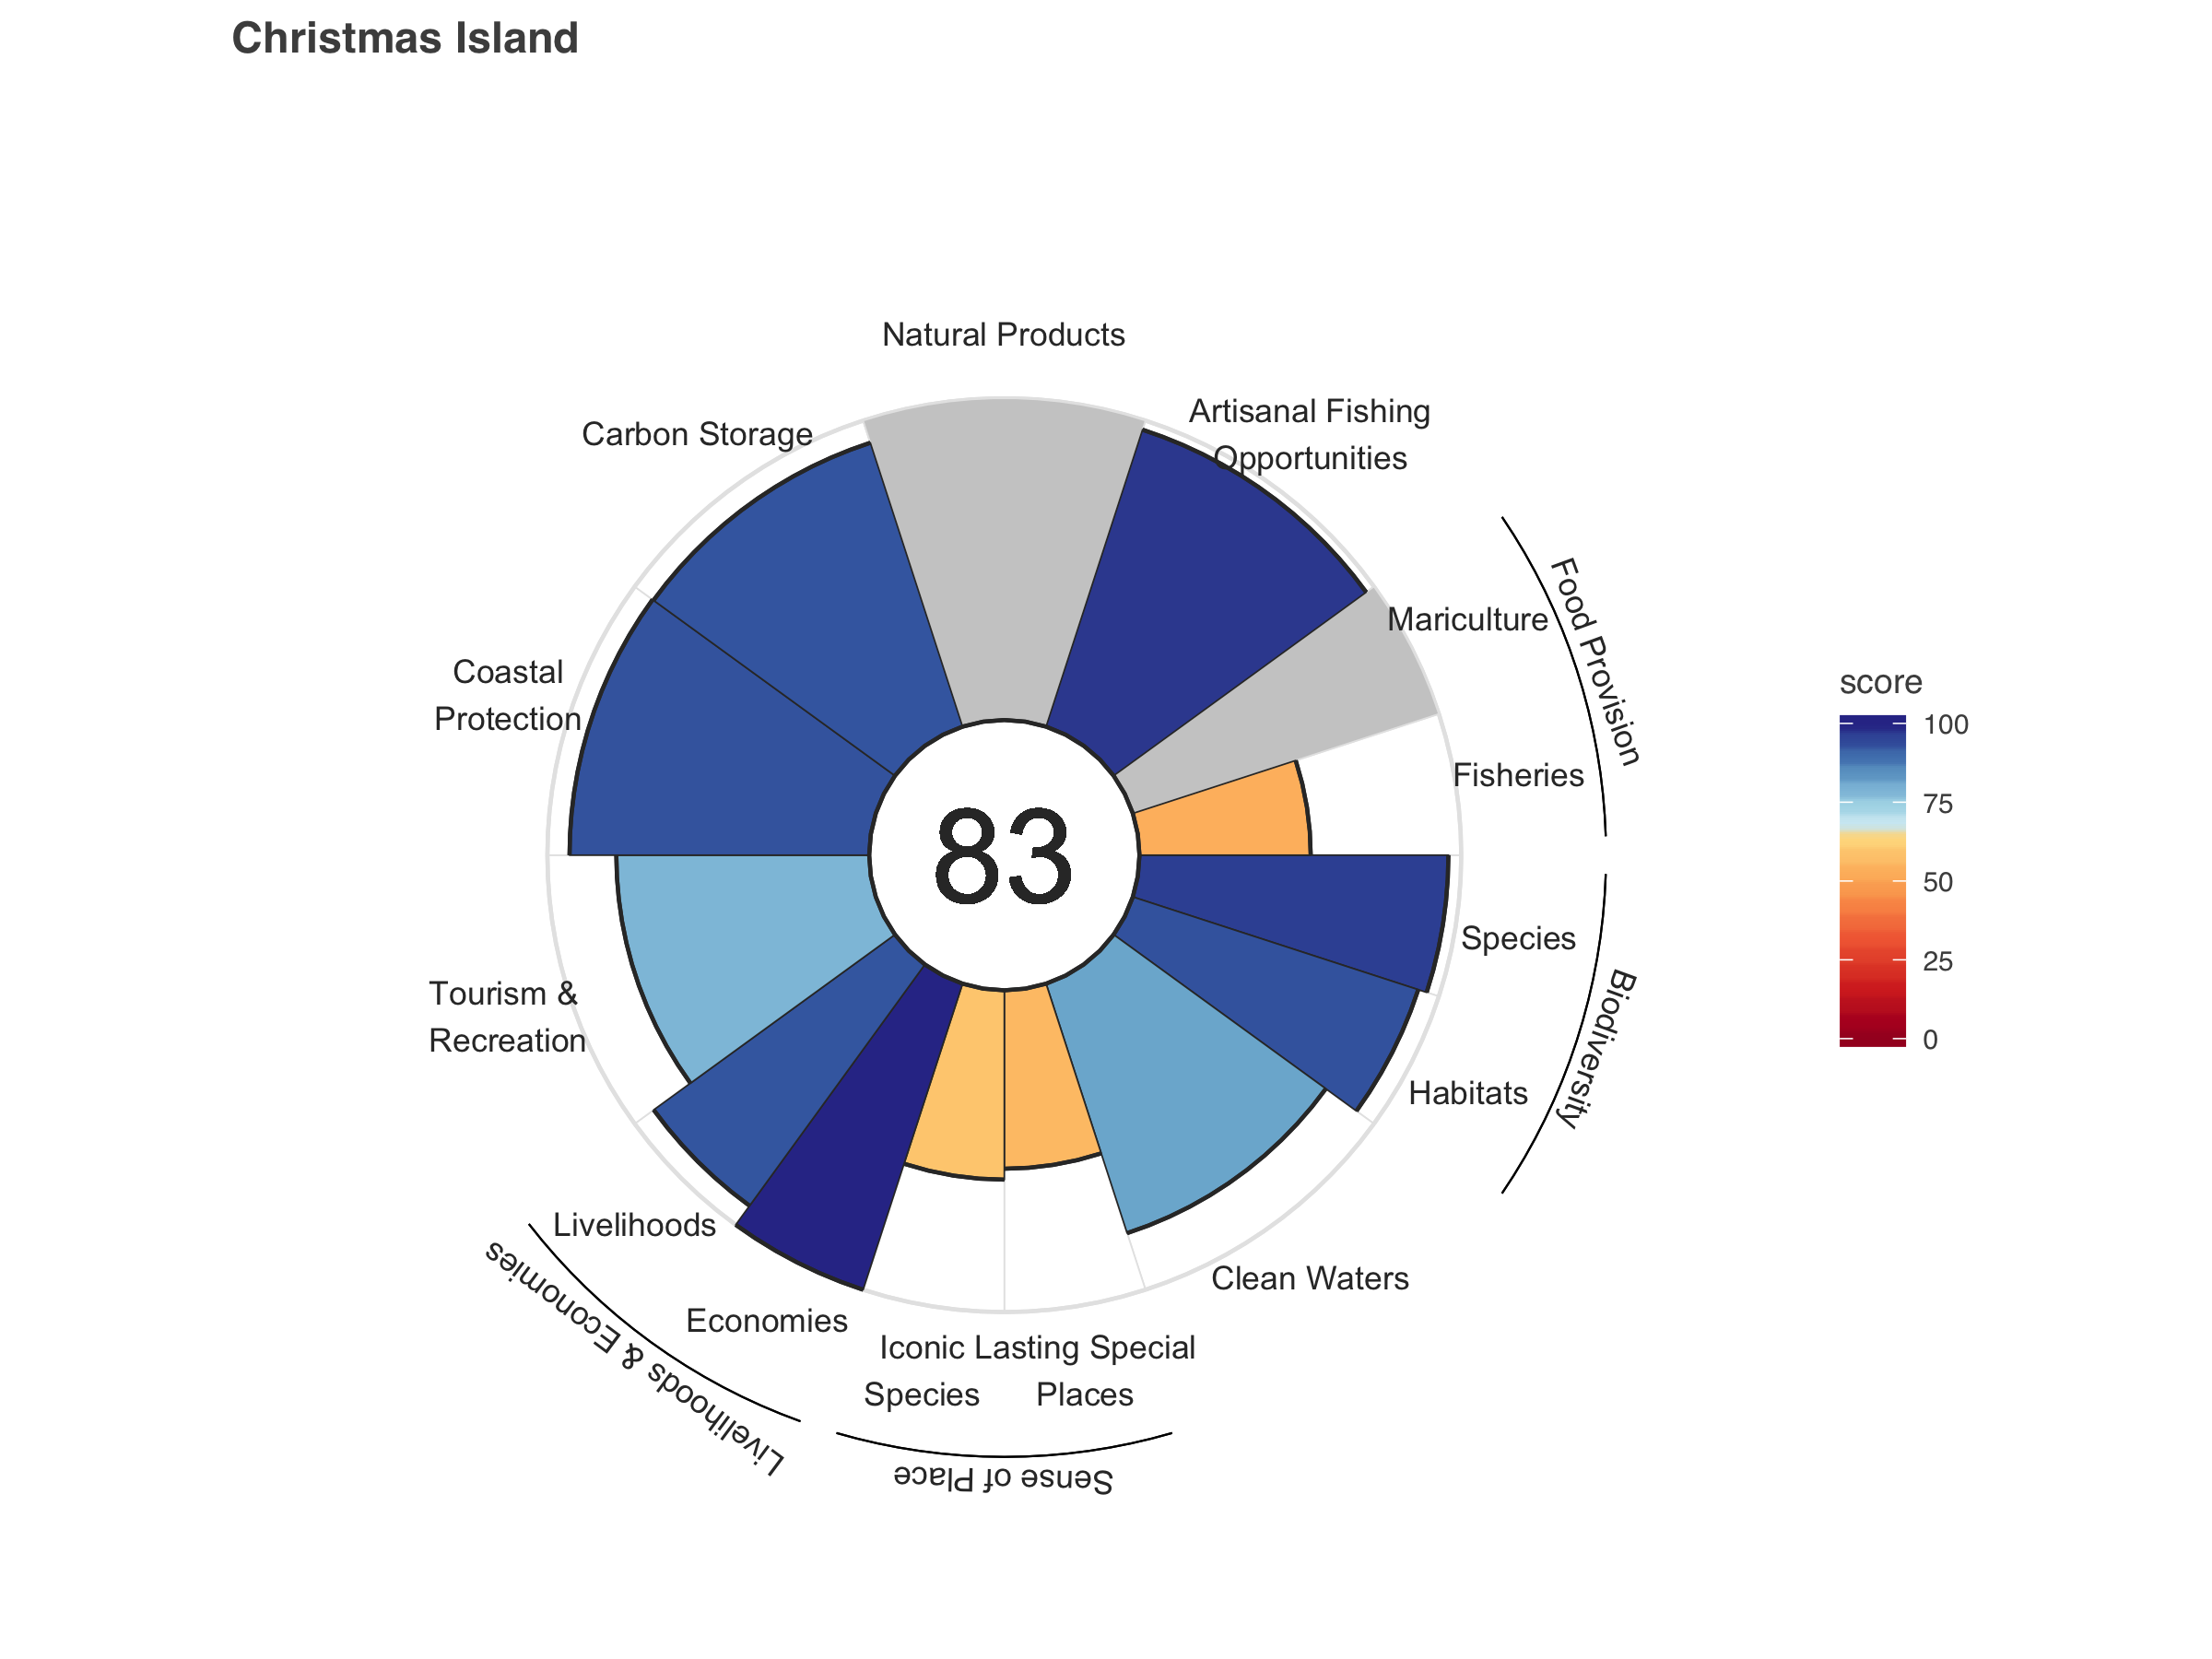 Christmas Island
Natural Products
Artisanal Fishing
Opportunities
Carbon Storage
Mariculture
Food Provision
Coastal
Protection
Fisheries
83
Species
Biodiversity
Habitats
Tourism &
Recreation
Livelihoods
Clean Waters
Economies
Livelihoods & Economies
Iconic
Species
Lasting Special
Places
Sense of Place
score
100
75
50
25
0